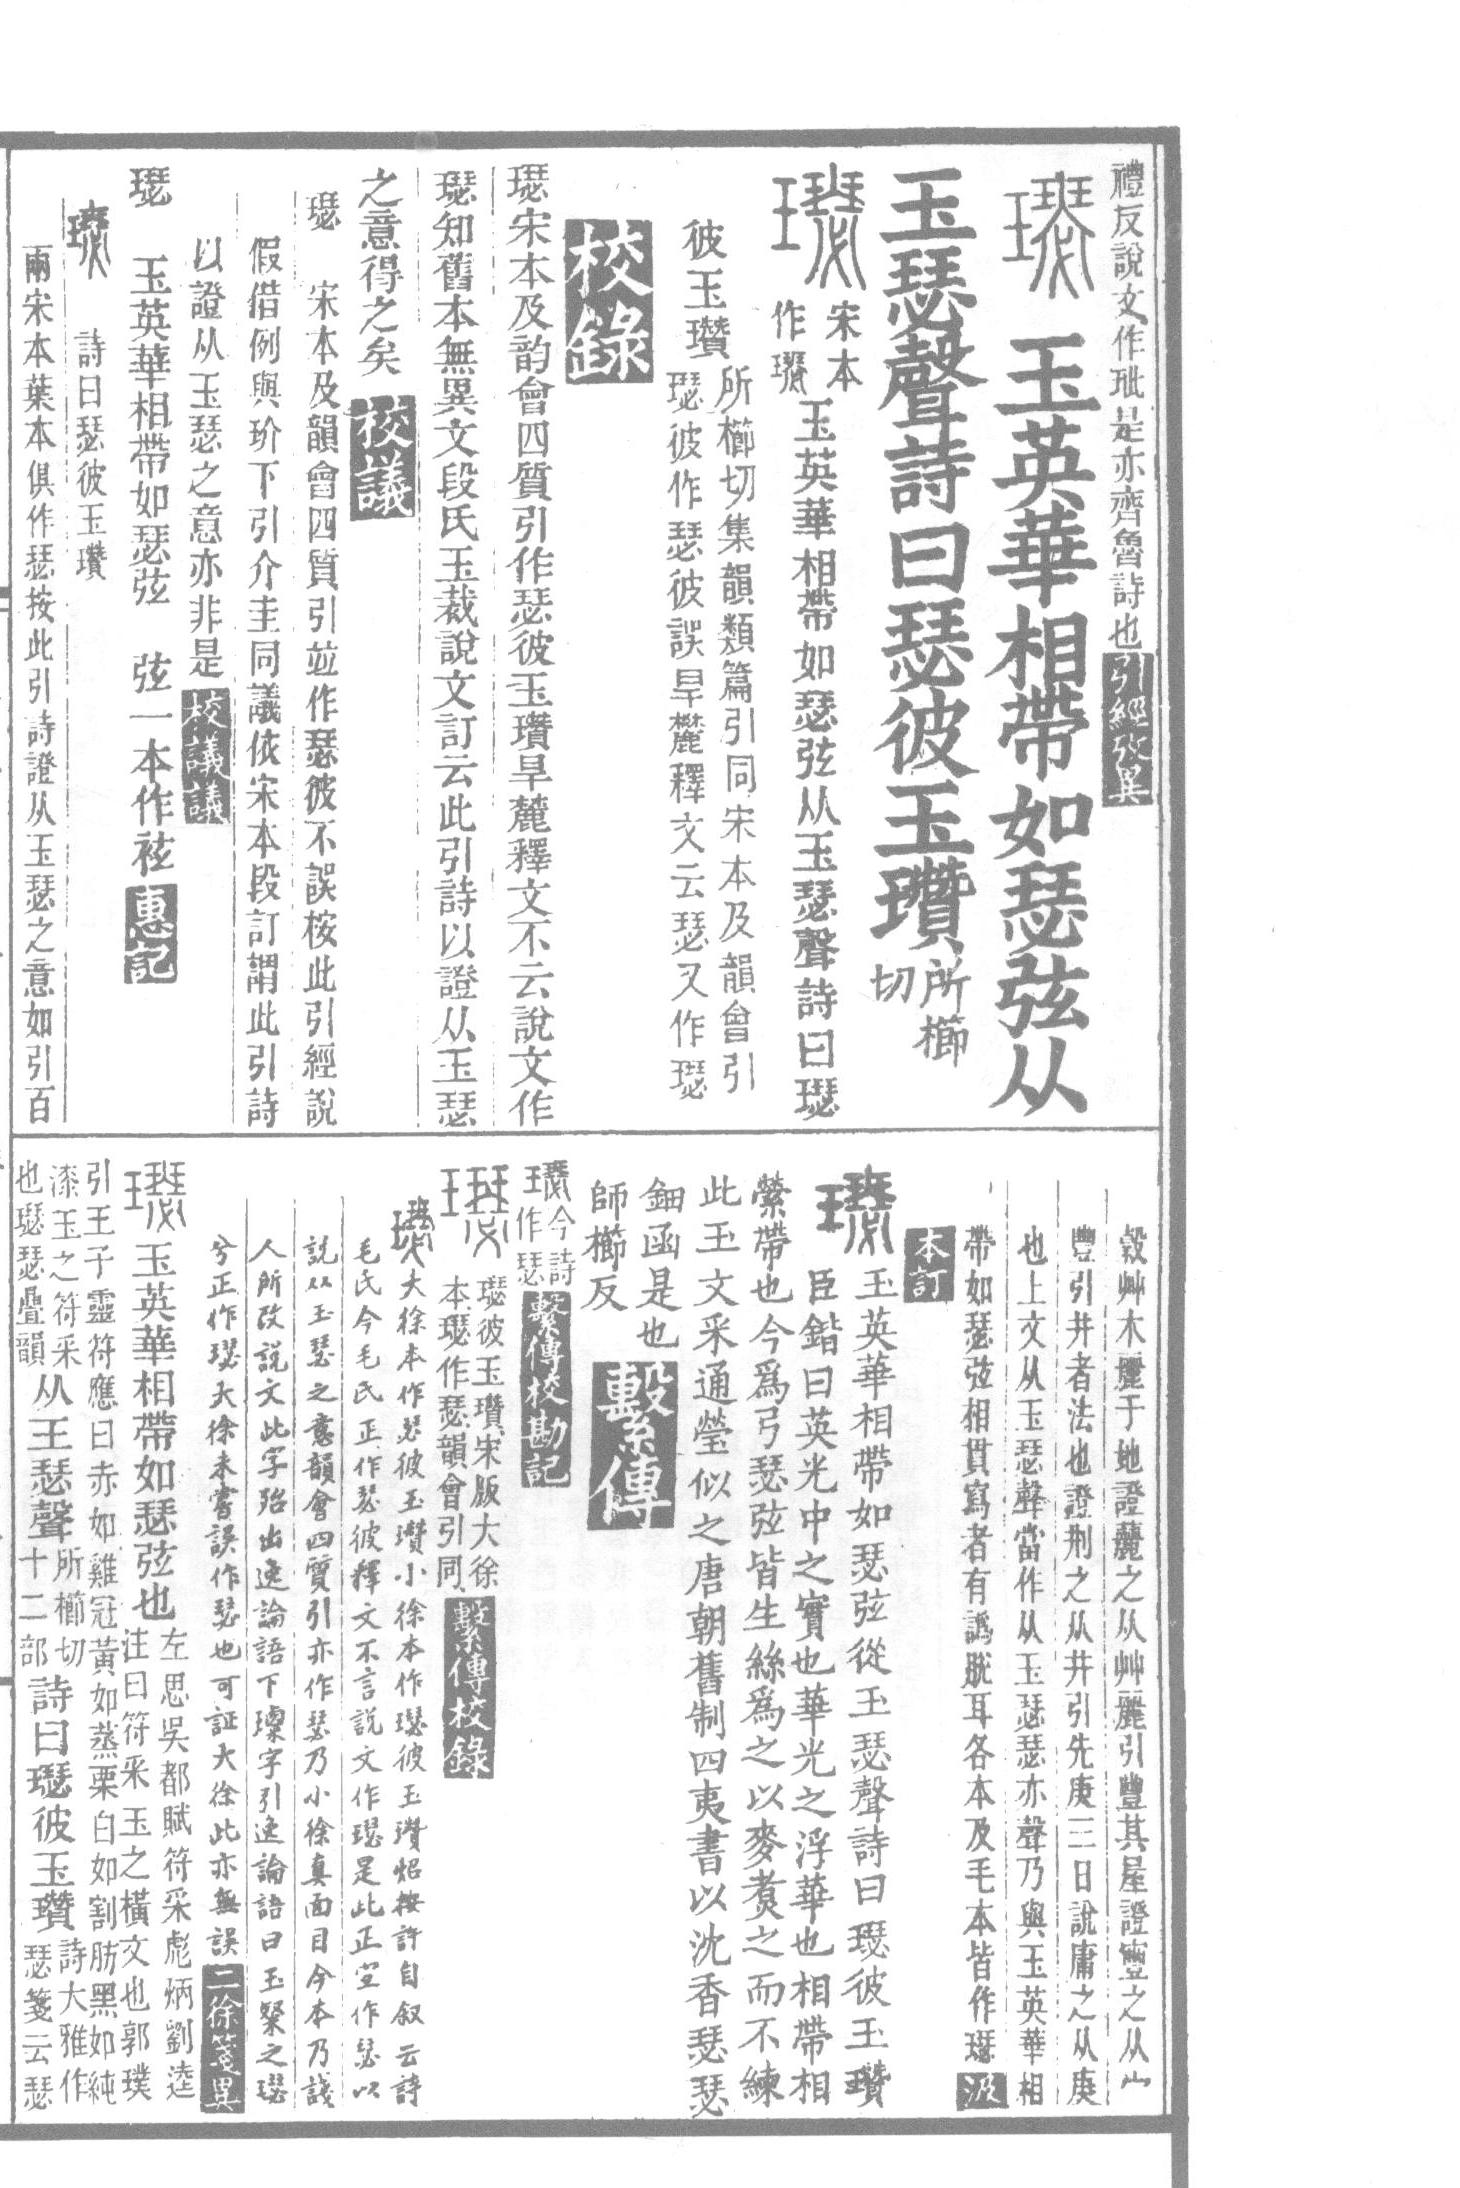 禮反說文作玼是亦齊魯詩也引經攷異
璱 玉英華相帶如瑟弦从
玉瑟聲詩曰瑟彼玉瓚所櫛切
璱宋本作璱玉英華相帶如瑟弦从玉瑟聲詩曰璱
彼玉瓚所櫛切集韻類篇引同宋本及韻會引
璱彼作瑟彼誤旱麓釋文云瑟又作璱
校錄
璱宋本及韵會四質引作瑟彼玉瓚旱麓釋文不云說文作
璱知舊本無異文段氏玉裁說文訂云此引詩以證从玉瑟
之意得之矣校議
璱 宋本及韻會四質引竝作瑟彼不誤桉此引經說
假借例與玠下引介圭同議依宋本段訂謂此引詩
以證从玉瑟之意亦非是校議議
璱 玉英華相帶如瑟弦 弦一本作袨惠記
璱 詩曰瑟彼玉瓚
兩宋本葉本俱作瑟按此引詩證从玉瑟之意如引百
穀艸木麗于地證麓之从艸麗引豐其屋證寷之从宀
豐引井者法也證刑之从井引先庚三日說庸之从庚
也上文从玉瑟聲當作从玉瑟瑟亦聲乃與玉英華相
帶如瑟弦相貫寫者有譌脫耳各本及毛本皆作璱汲
本訂
璱玉英華相帶如瑟弦從玉瑟聲詩曰璱彼玉瓚
臣鍇曰英光中之實也華光之浮華也相帶相
縈帶也今爲弓瑟弦皆生絲爲之以麥煑之而不練
此玉文采通瑩似之唐朝舊制四夷書以沈香瑟瑟
鈿函是也
師櫛反繫傳
璱今詩作瑟繫傳校勘記
璱璱彼玉瓚宋版大徐
本璱作瑟韻會引同繫傳校錄
璱大徐本作瑟彼玉瓚小徐本作璱彼玉瓚炤按許自叙云詩
毛氏今毛氏正作瑟彼釋文不言說文作璱是此正宜作瑟以
說从玉瑟之意韻會四質引亦作瑟乃小徐真面目今本乃淺
人所改說文此字殆出逸論語下瓅字引逸論語曰玉粲之璱
兮正作璱大徐未嘗誤作瑟也可証大徐此亦無誤二徐箋異
璱玉英華相帶如瑟弦也左思吳都賦符采彪炳劉逵
注曰符采玉之橫文也郭璞
引王子靈符應曰赤如雞冠黃如蒸栗白如割肪黑如純
漆玉之符采
也璱瑟疊韻从王瑟聲所櫛切十二部詩曰璱彼玉瓚詩大雅作
瑟箋云瑟